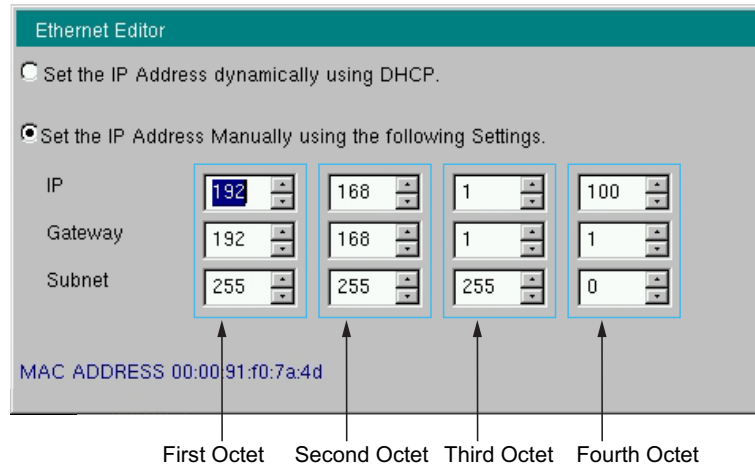 Ethernet Editor
Set the IP Address dynamically using DHCP.
Set the IP Address Manually using the following Settings.
IP 192 168 1 100
Gateway 192 168 1 1
Subnet 255 255 255 0
MAC ADDRESS 00:00:91:f0:7a:4d
First Octet Second Octet Third Octet Fourth Octet